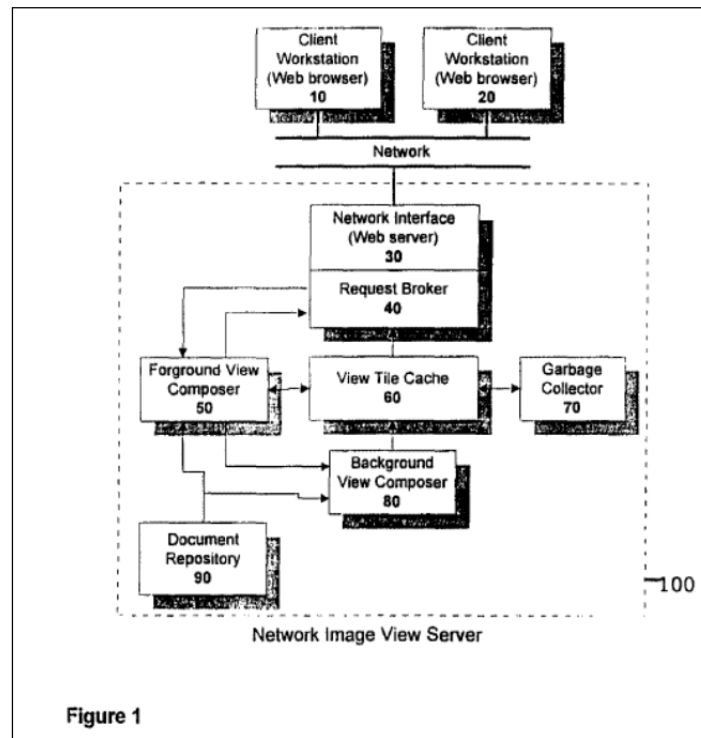 Client
Workstation
(Web browser)
10
Client
Workstation
(Web browser)
20
Network
Network Interface
(Web server)
30
Request Broker
40
Forground View
Composer
50
View Tile Cache
60
Garbage
Collector
70
Background
View Composer
80
Document
Repository
90
100
Network Image View Server
Figure 1